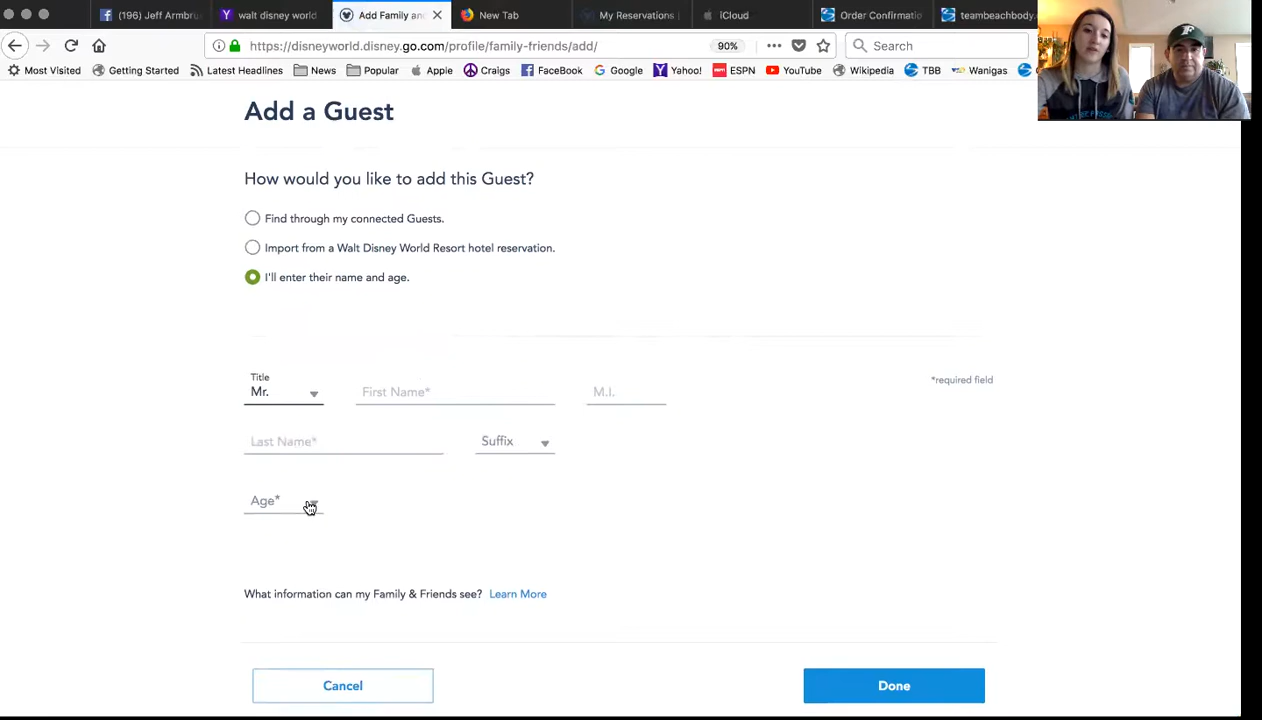 (196) Jeff Armbru
walt disney world
Add Family an
New Tab
My Reservations
iCloud
Order Confirmatio
teambeachbody.
https://disneyworld.disney.go.com/profile/family-friends/add/
90%
Search
Most Visited
Getting Started
Latest Headlines
News
Popular
Apple
Craigs
FaceBook
Google
Yahoo!
ESPN
YouTube
Wikipedia
TBB
Wanigas
Add a Guest
How would you like to add this Guest?
Find through my connected Guests.
Import from a Walt Disney World Resort hotel reservation.
I'll enter their name and age.
*required field
Title
Mr.
First Name*
M.I.
Last Name*
Suffix
Age*
What information can my Family & Friends see? Learn More
Cancel
Done